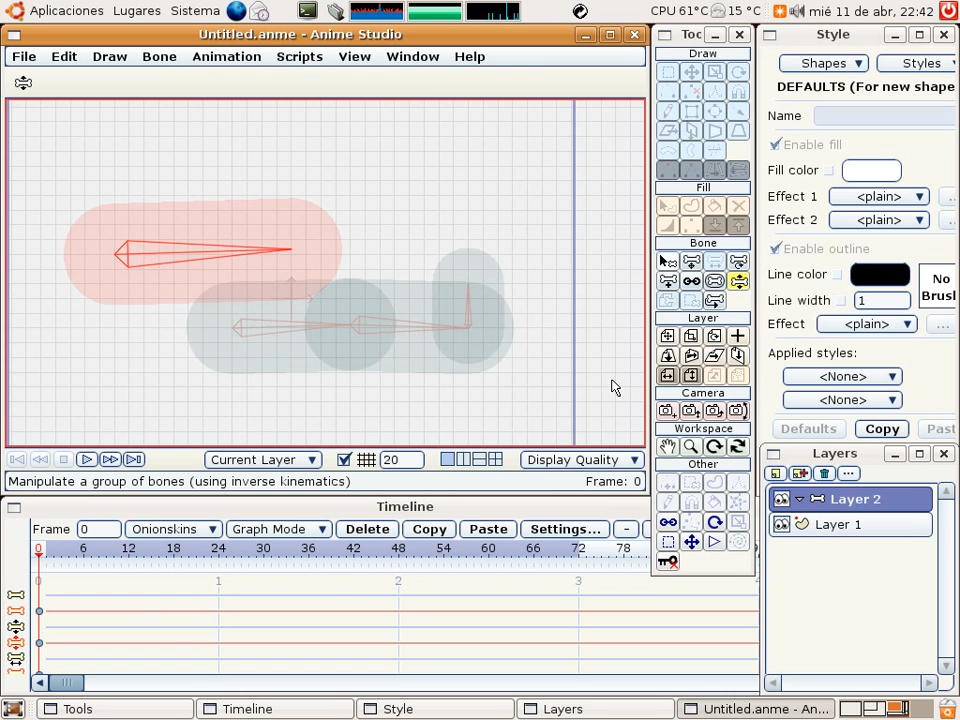 Aplicaciones Lugares Sistema CPU 61°C 15 °C mié 11 de abr, 22:42
Untitled.anme - Anime Studio
File Edit Draw Bone Animation Scripts View Window Help
Current Layer 20 Display Quality
Manipulate a group of bones (using inverse kinematics) Frame: 0
Timeline
Frame 0 Onionskins Graph Mode Delete Copy Paste Settings... -
0 6 12 18 24 30 36 42 48 54 60 66 72 78
0 1 2 3
Draw
Fill
Bone
Layer
Camera
Workspace
Other
Style
Shapes Styles
DEFAULTS (For new shape
Name
Enable fill
Fill color
Effect 1 <plain> ..
Effect 2 <plain> ..
Enable outline
Line color
No
Brus
Line width 1
Effect <plain> ...
Applied styles:
<None>
<None>
Defaults Copy Past
Layers
...
Layer 2
Layer 1
Tools Timeline Style Layers Untitled.anme - An...